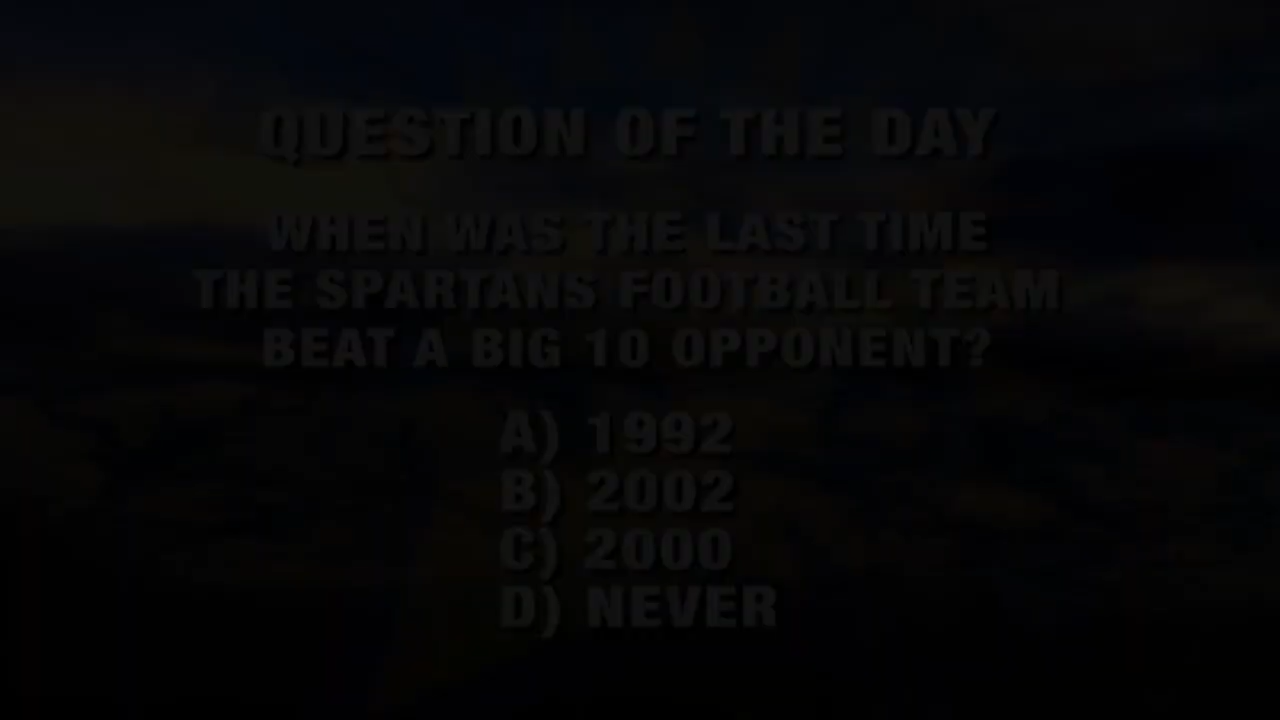 QUESTION OF THE DAY
WHEN WAS THE LAST TIME
THE SPARTANS FOOTBALL TEAM
BEAT A BIG 10 OPPONENT?
A) 1992
B) 2002
C) 2000
D) NEVER